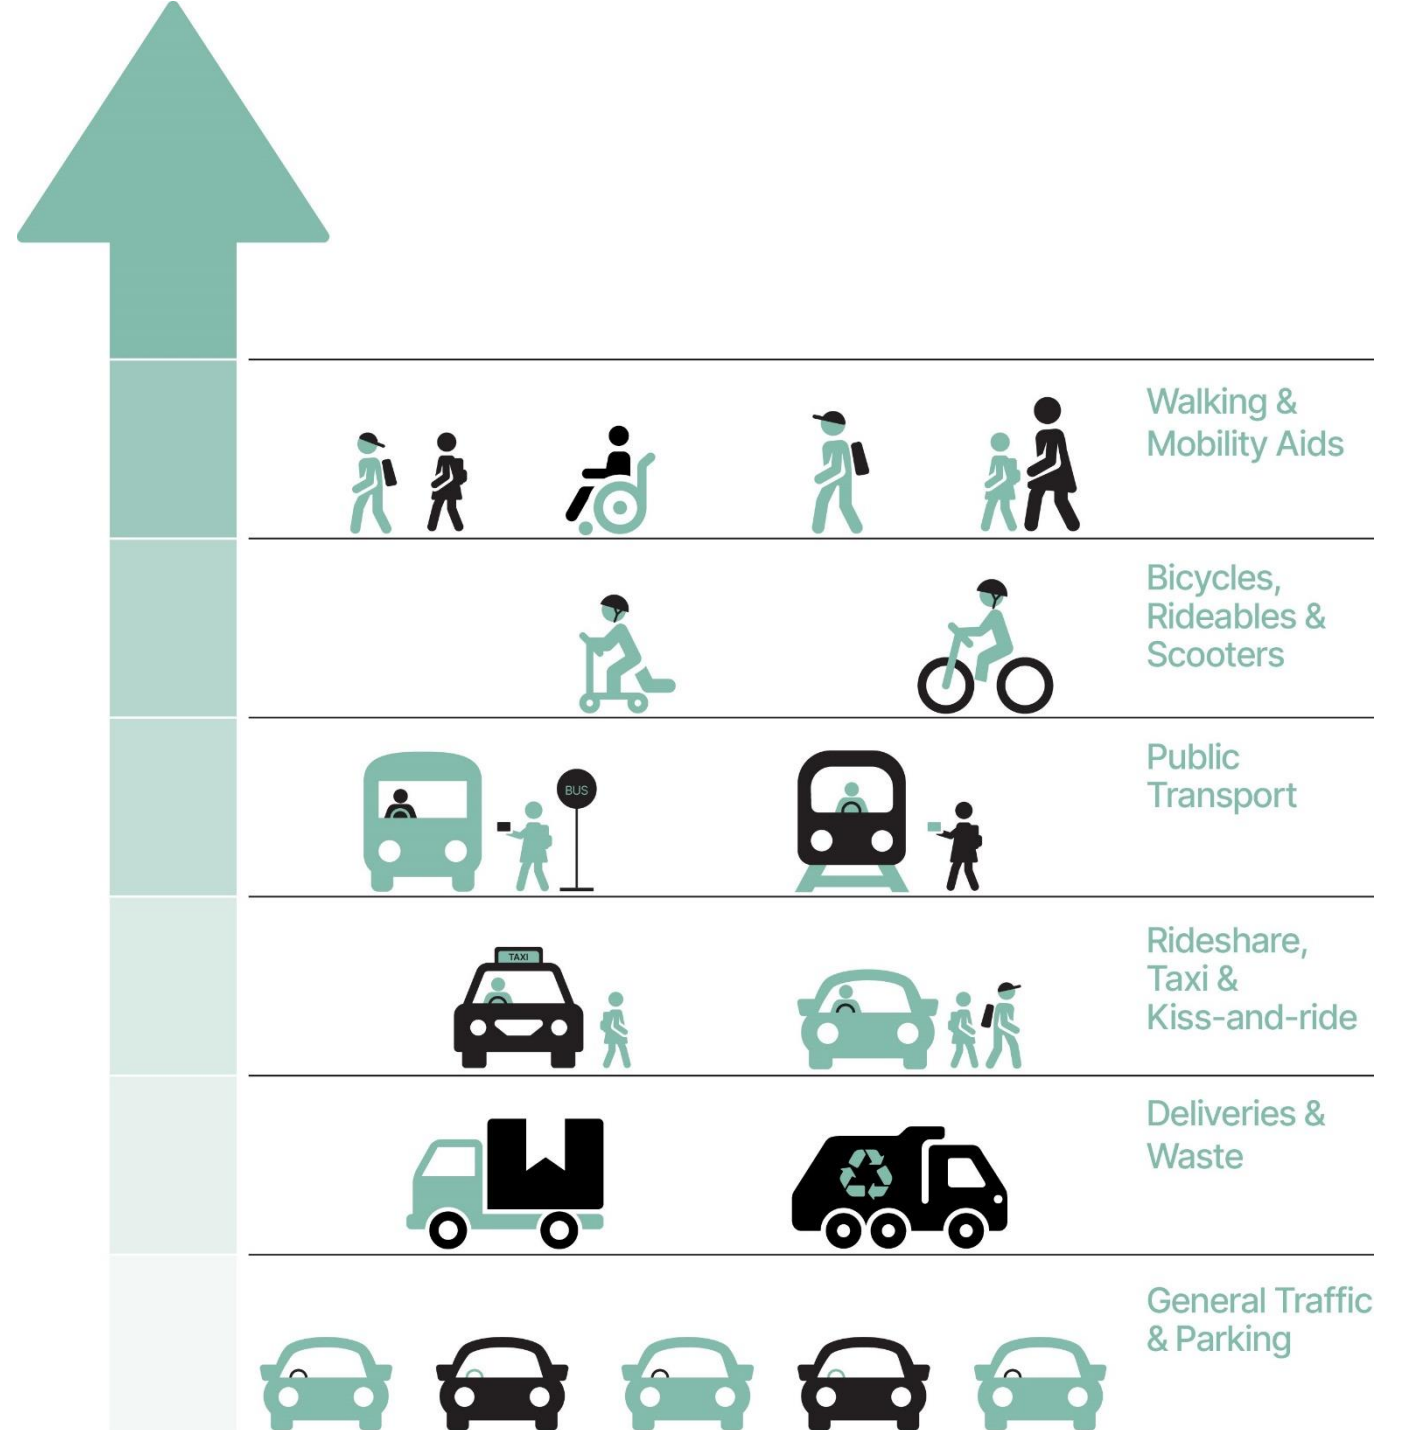 Walking &
Mobility Aids
Bicycles,
Rideables &
Scooters
BUS
Public
Transport
TAXI
Rideshare,
Taxi &
Kiss-and-ride
Deliveries &
Waste
General Traffic
& Parking